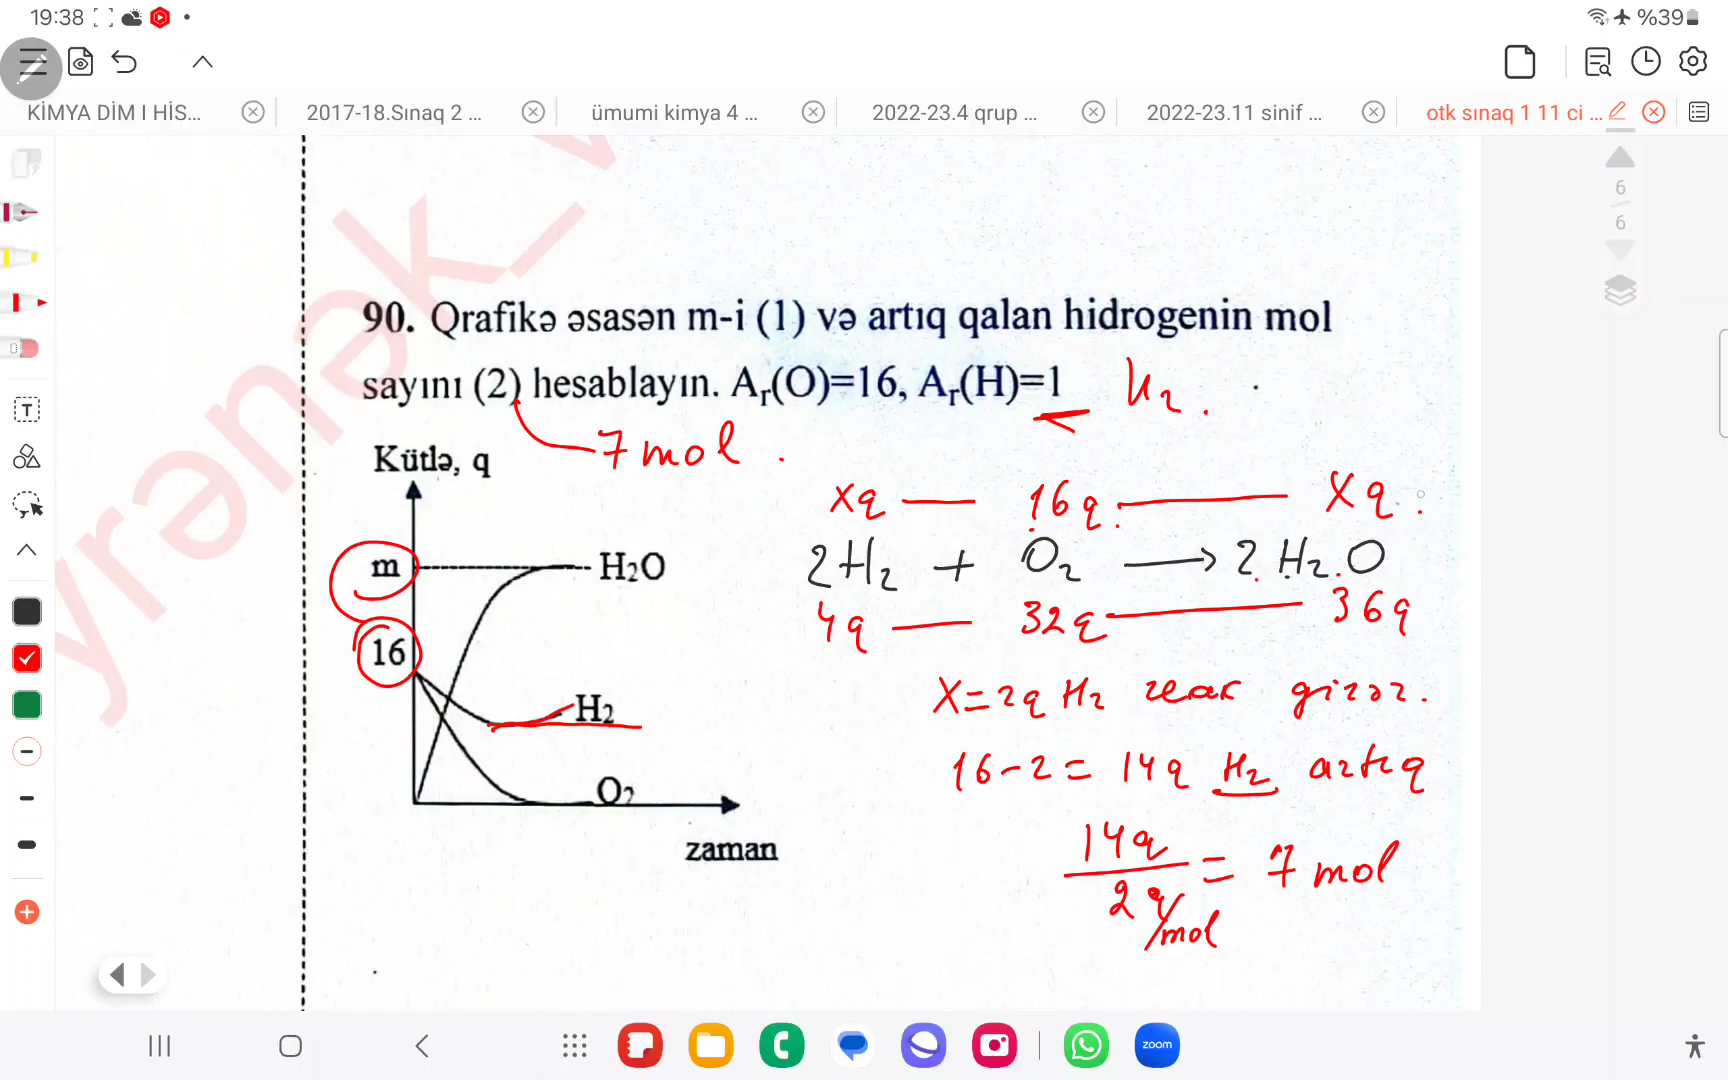 19:38
%39
KİMYA DİM I HİS...
2017-18.Sınaq 2 ...
ümumi kimya 4 ...
2022-23.4 qrup ...
2022-23.11 sinif ...
otk sınaq 1 11 ci ...
6
6
yrənək_
90. Qrafikə əsasən m-i (1) və artıq qalan hidrogenin mol
sayını (2) hesablayın. Aᵣ(O)=16, Aᵣ(H)=1
H₂.
7 mol.
Kütlə, q
xq — 16q — xq
m
H₂O
2H₂ + O₂ → 2H₂O
4q — 32q — 36q
16
H₂
X=2q H₂ reak girər.
16-2=14q H₂ artıq
O₂
zaman
14q
2 q/mol
= 7 mol
T
zoom